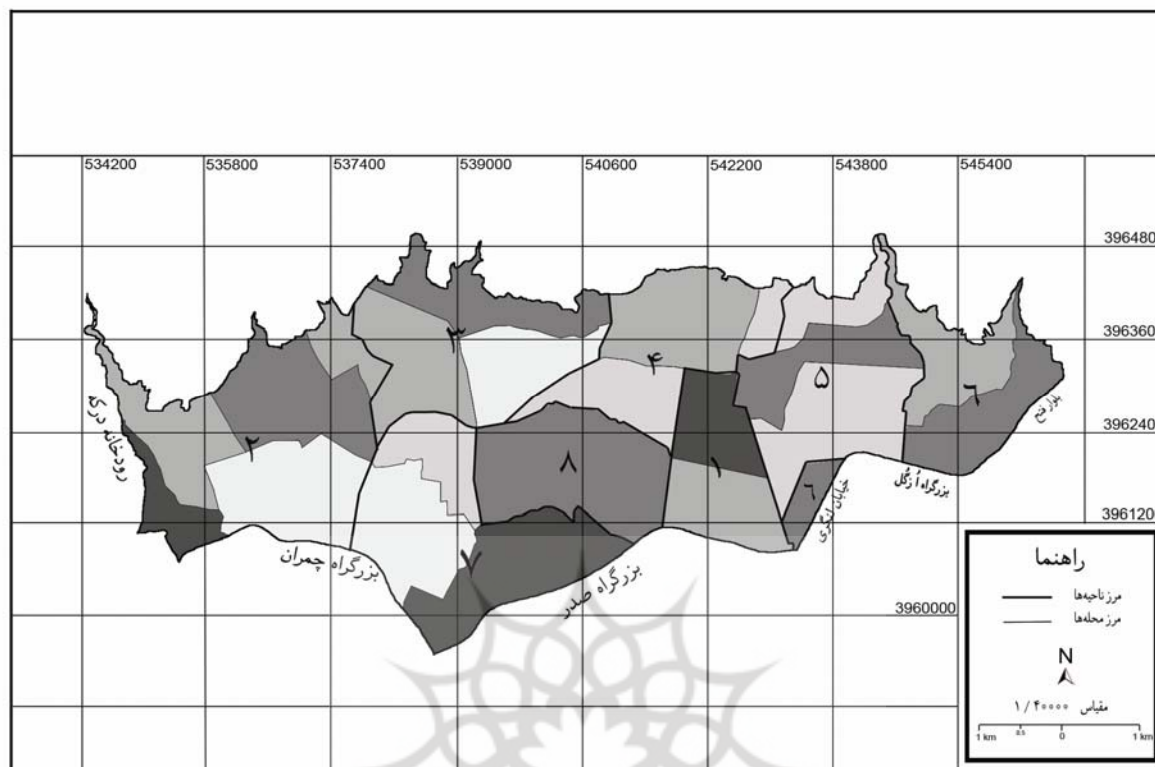 534200 535800 537400 539000 540600 542200 543800 545400
396480
396360
396240
396120
3960000
۳
۴
۵
۶
۲
۸
۱
۶
۷
رودخانه درکه
بزرگراه چمران
بزرگراه صدر
خیابان لنگری
بزرگراه اُزگُل
بلوار فتح
راهنما
مرز ناحیه‌ها
مرز محله‌ها
N
مقیاس ۱/۴۰۰۰۰
1 km 0.5 0 1 km